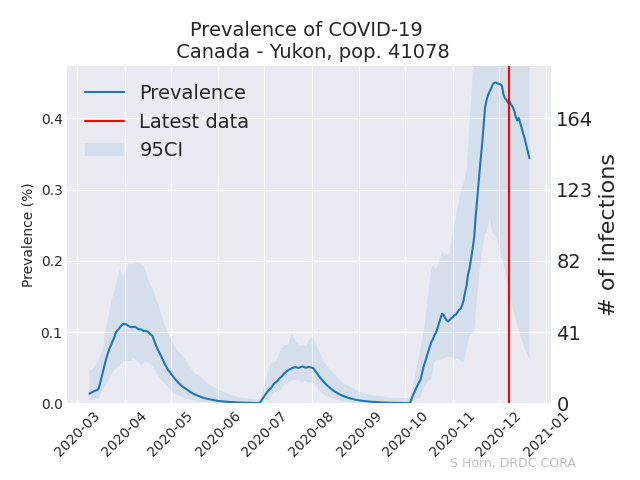 Prevalence of COVID-19
Canada - Yukon, pop. 41078
Prevalence
Latest data
95CI
Prevalence (%)
0.4
0.3
0.2
0.1
0.0
164
123
82
41
0
# of infections
2020-03
2020-04
2020-05
2020-06
2020-07
2020-08
2020-09
2020-10
2020-11
2020-12
2021-01
S Horn, DRDC CORA